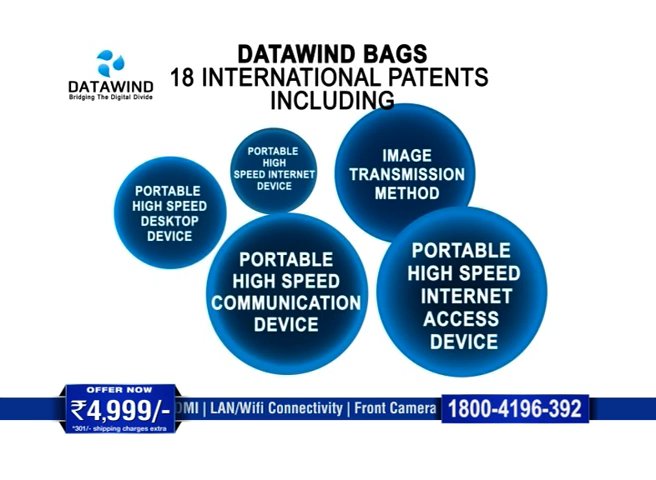 DATAWIND BAGS
18 INTERNATIONAL PATENTS
INCLUDING
DATAWIND
Bridging The Digital Divide
PORTABLE
HIGH SPEED
DESKTOP
DEVICE
PORTABLE
HIGH
SPEED INTERNET
DEVICE
IMAGE
TRANSMISSION
METHOD
PORTABLE
HIGH SPEED
COMMUNICATION
DEVICE
PORTABLE
HIGH SPEED
INTERNET
ACCESS
DEVICE
OFFER NOW
₹4,999/-
*301/- shipping charges extra
DMI | LAN/Wifi Connectivity | Front Camera
1800-4196-392